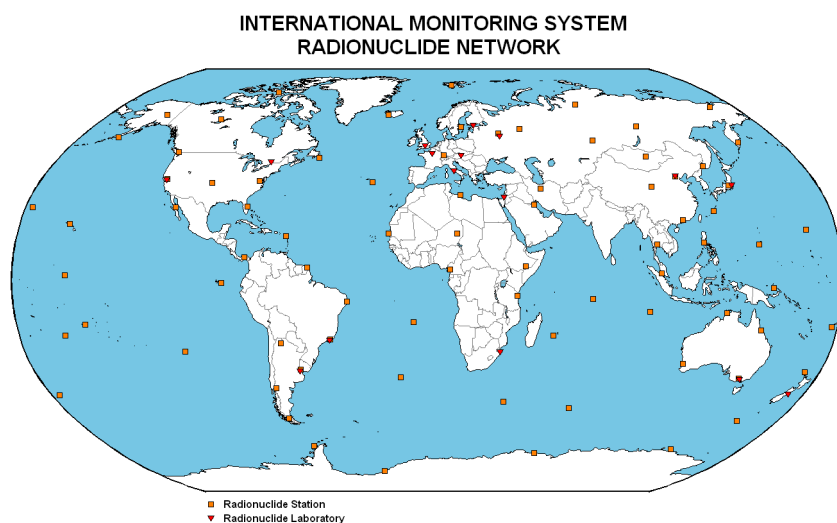 INTERNATIONAL MONITORING SYSTEM
RADIONUCLIDE NETWORK
Radionuclide Station
Radionuclide Laboratory